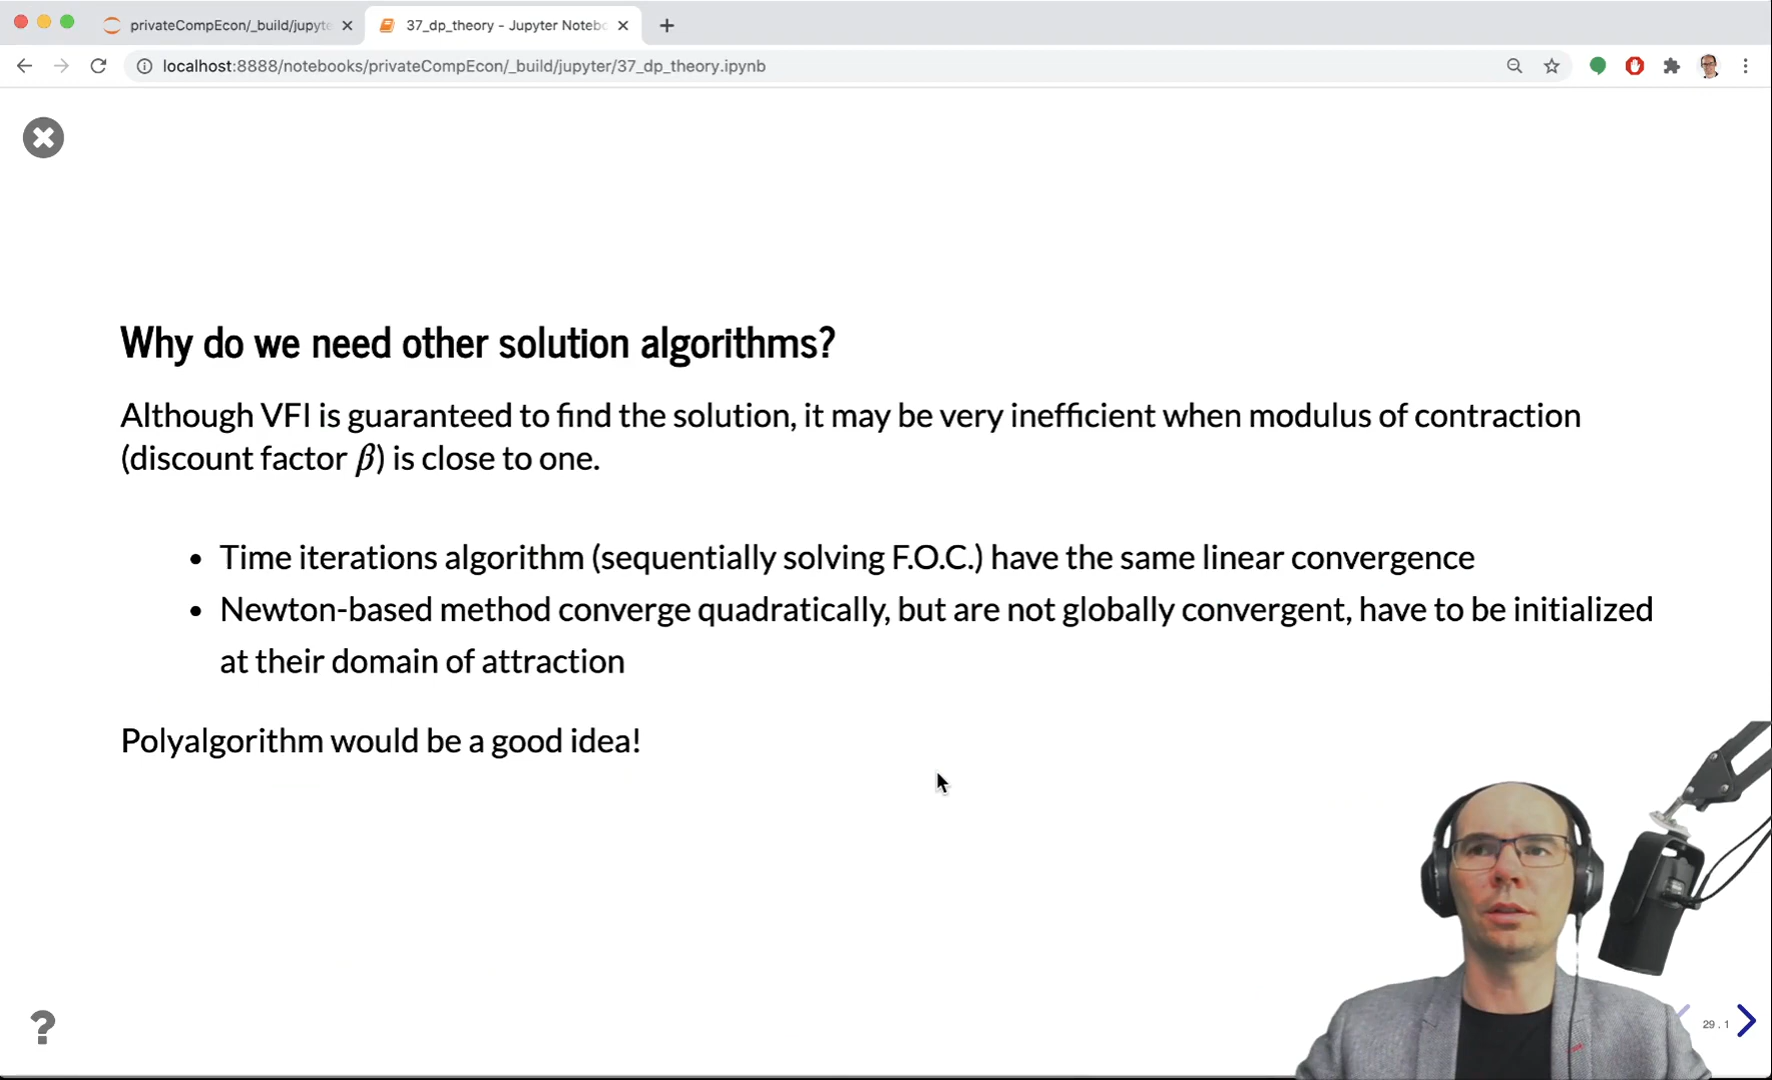 privateCompEcon/_build/jupyte
37_dp_theory - Jupyter Notebo
localhost:8888/notebooks/privateCompEcon/_build/jupyter/37_dp_theory.ipynb
Why do we need other solution algorithms?
Although VFI is guaranteed to find the solution, it may be very inefficient when modulus of contraction
(discount factor β) is close to one.
• Time iterations algorithm (sequentially solving F.O.C.) have the same linear convergence
• Newton-based method converge quadratically, but are not globally convergent, have to be initialized
at their domain of attraction
Polyalgorithm would be a good idea!
?
29.1